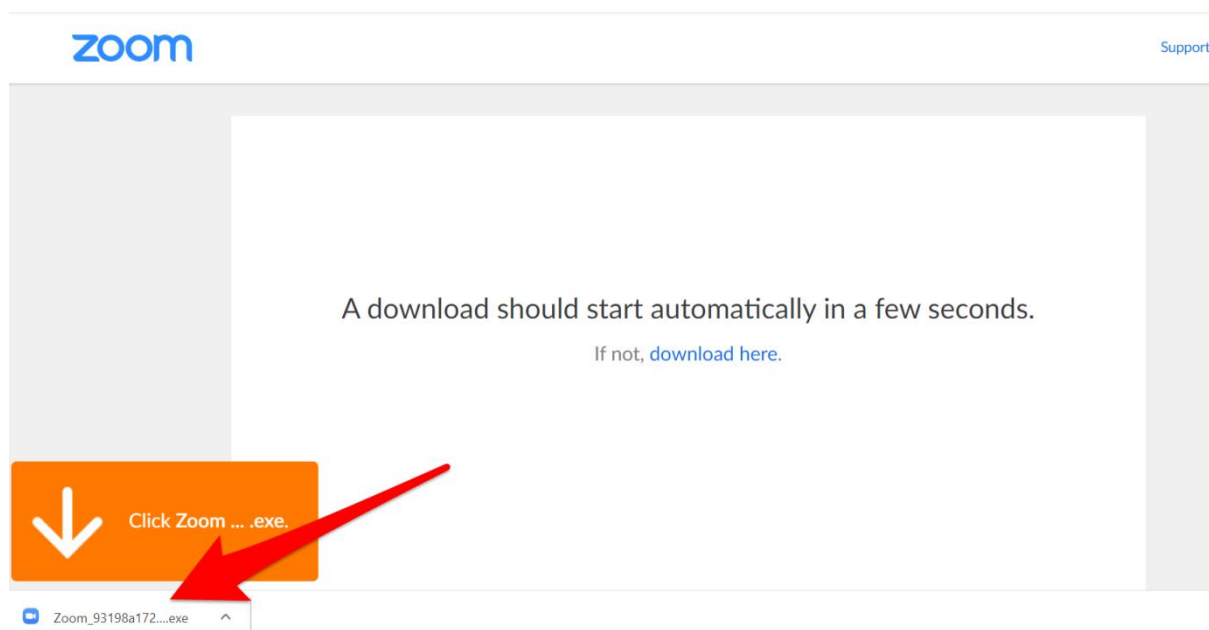 zoom
Support
A download should start automatically in a few seconds.
If not, download here.
Click Zoom ... .exe.
Zoom_93198a172....exe